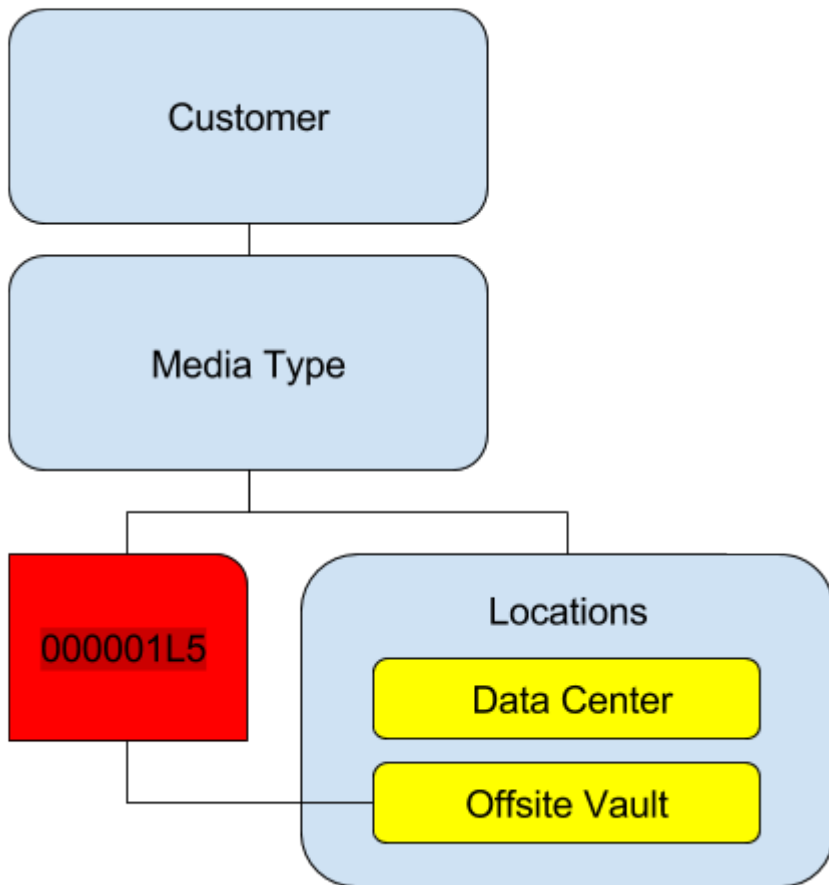 Customer
Media Type
000001L5
Locations
Data Center
Offsite Vault